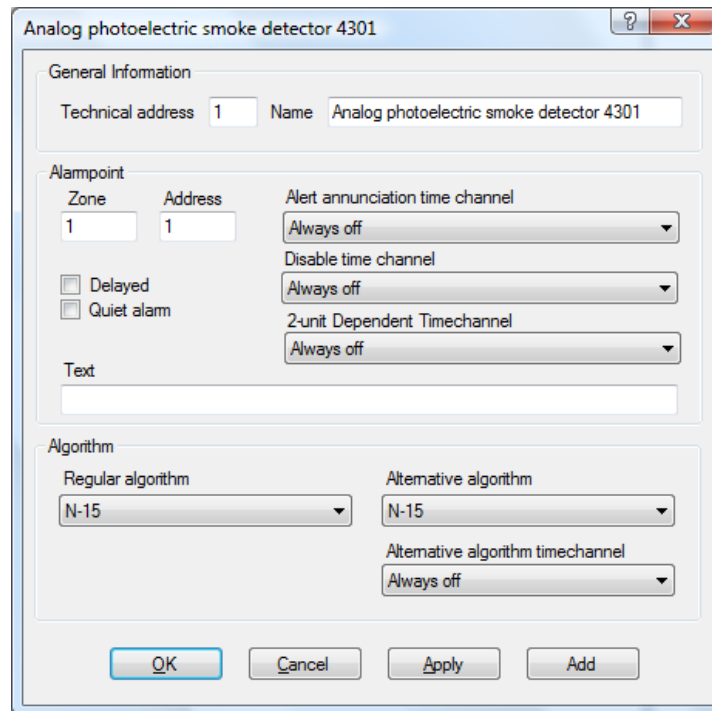 Analog photoelectric smoke detector 4301
General Information
Technical address 1 Name Analog photoelectric smoke detector 4301
Alarmpoint
Zone Address Alert annunciation time channel
1 1 Always off
Disable time channel
Delayed Always off
Quiet alarm
2-unit Dependent Timechannel
Always off
Text
Algorithm
Regular algorithm Alternative algorithm
N-15 N-15
Alternative algorithm timechannel
Always off
OK Cancel Apply Add